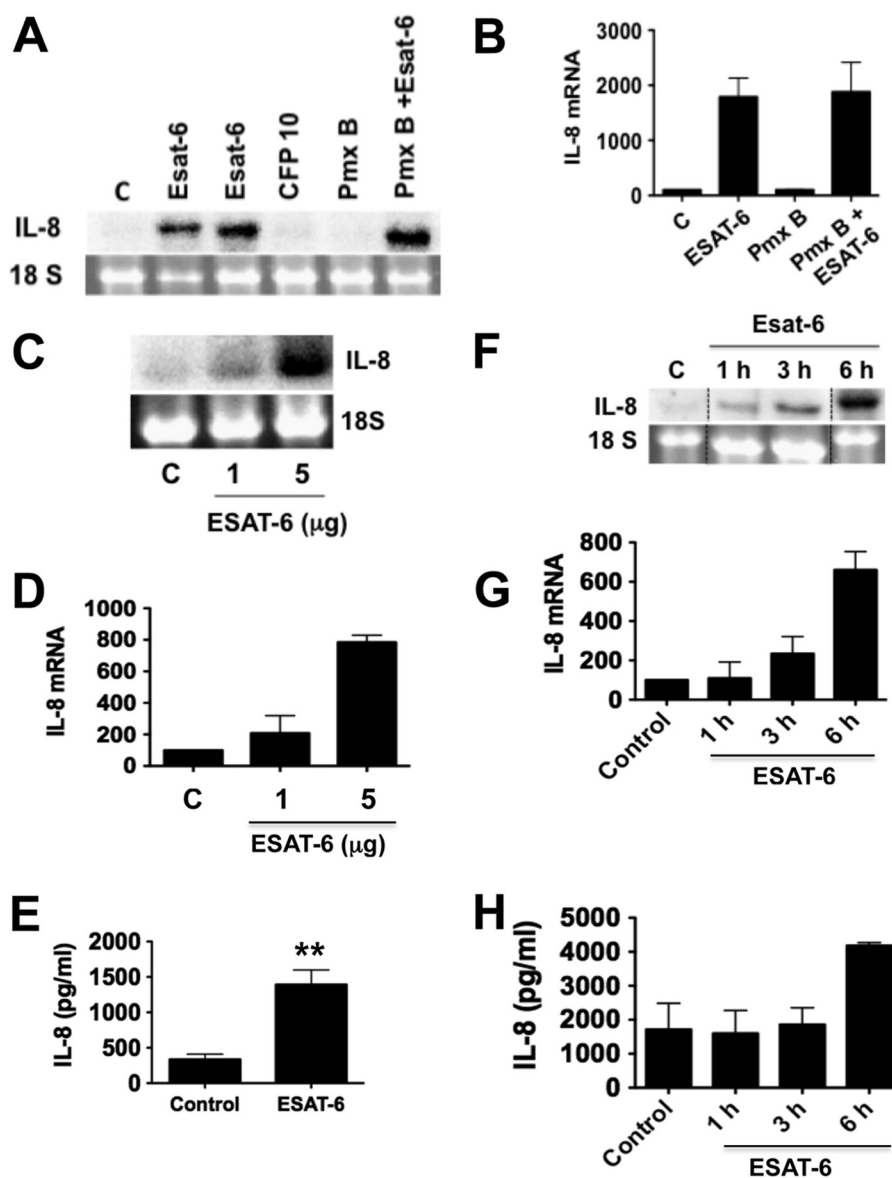 A
C
Esat-6
Esat-6
CFP 10
Pmx B
Pmx B +Esat-6
IL-8
18 S
B
IL-8 mRNA
3000
2000
1000
0
C
ESAT-6
Pmx B
Pmx B +
ESAT-6
C
IL-8
18S
C 1 5
ESAT-6 (μg)
F
Esat-6
C 1 h 3 h 6 h
IL-8
18 S
D
IL-8 mRNA
1000
800
600
400
200
0
C 1 5
ESAT-6 (μg)
G
IL-8 mRNA
800
600
400
200
0
Control
1 h
3 h
6 h
ESAT-6
E
IL-8 (pg/ml)
2000
1500
1000
500
0
**
Control ESAT-6
H
IL-8 (pg/ml)
5000
4000
3000
2000
1000
0
Control
1 h
3 h
6 h
ESAT-6